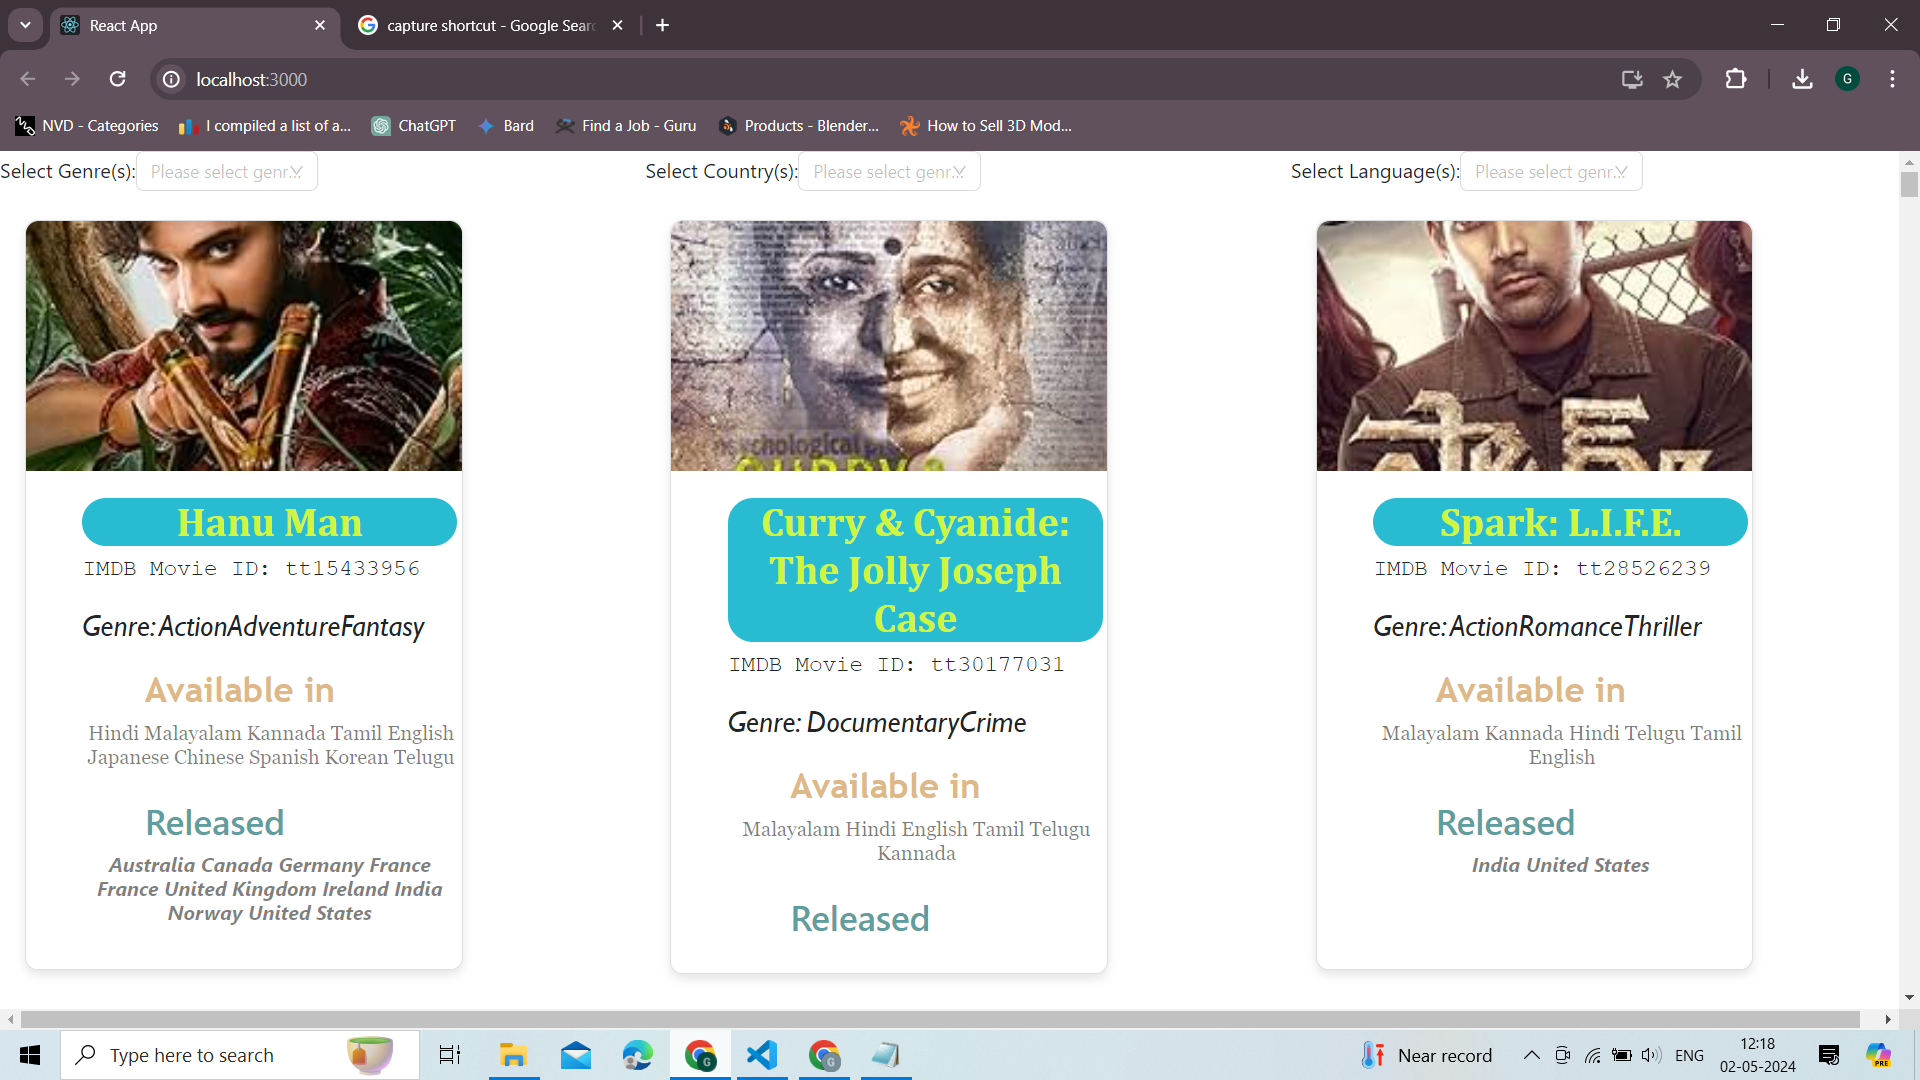 React App
capture shortcut - Google Sear
localhost:3000
NVD - Categories
I compiled a list of a...
ChatGPT
Bard
Find a Job - Guru
Products - Blender...
How to Sell 3D Mod...
Select Genre(s): Please select genr...
Select Country(s): Please select genr...
Select Language(s): Please select genr...
Hanu Man
IMDB Movie ID: tt15433956
Genre: ActionAdventureFantasy
Available in
Hindi Malayalam Kannada Tamil English
Japanese Chinese Spanish Korean Telugu
Released
Australia Canada Germany France
France United Kingdom Ireland India
Norway United States
chological
CURRY &
Curry & Cyanide:
The Jolly Joseph
Case
IMDB Movie ID: tt30177031
Genre: DocumentaryCrime
Available in
Malayalam Hindi English Tamil Telugu
Kannada
Released
స్పార్క్
Spark: L.I.F.E.
IMDB Movie ID: tt28526239
Genre: ActionRomanceThriller
Available in
Malayalam Kannada Hindi Telugu Tamil
English
Released
India United States
Type here to search
Near record
ENG
12:18
02-05-2024
PRE